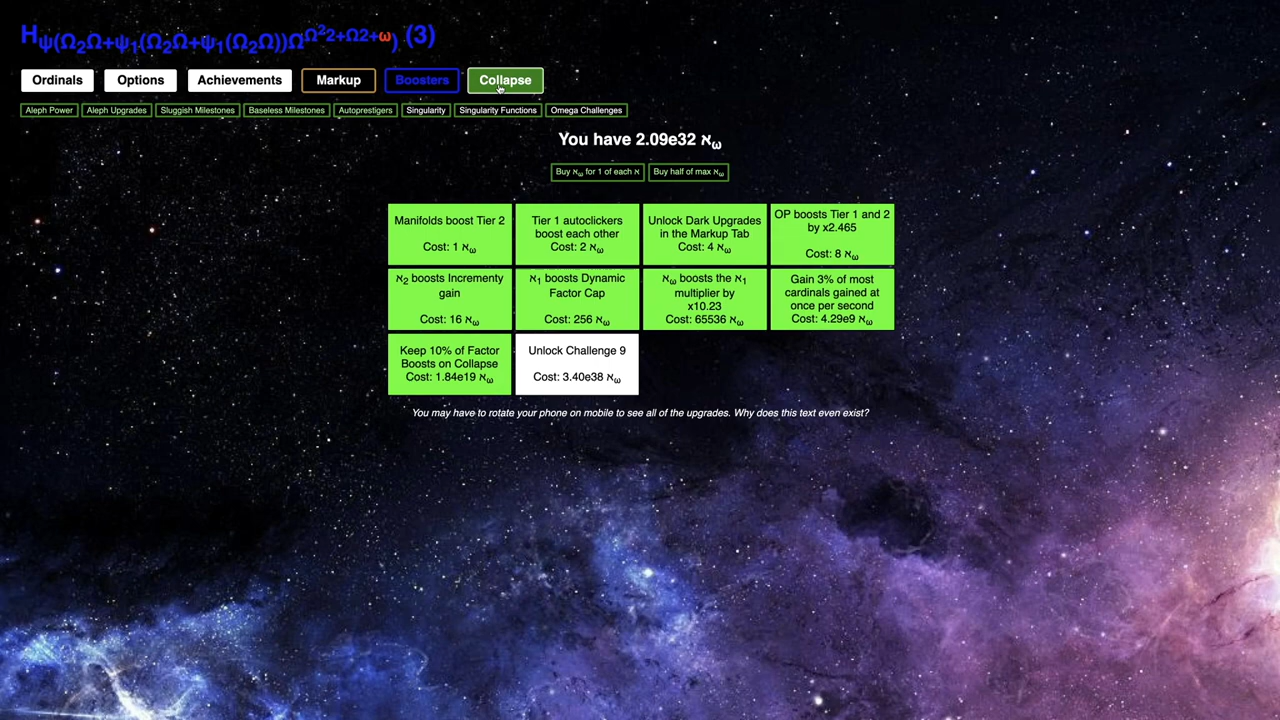 Hψ(Ω₂Ω+ψ₁(Ω₂Ω+ψ₁(Ω₂Ω))Ω^Ω²2+Ω2+ω) (3)
Ordinals Options Achievements Markup Boosters Collapse
Aleph Power Aleph Upgrades Sluggish Milestones Baseless Milestones Autoprestigers Singularity Singularity Functions Omega Challenges
You have 2.09e32 ℵω
Buy ℵω for 1 of each ℵ Buy half of max ℵω
Manifolds boost Tier 2
Cost: 1 ℵω
Tier 1 autoclickers
boost each other
Cost: 2 ℵω
Unlock Dark Upgrades
in the Markup Tab
Cost: 4 ℵω
OP boosts Tier 1 and 2
by x2.465
Cost: 8 ℵω
ℵ₂ boosts Incrementy
gain
Cost: 16 ℵω
ℵ₁ boosts Dynamic
Factor Cap
Cost: 256 ℵω
ℵω boosts the ℵ₁
multiplier by
x10.23
Cost: 65536 ℵω
Gain 3% of most
cardinals gained at
once per second
Cost: 4.29e9 ℵω
Keep 10% of Factor
Boosts on Collapse
Cost: 1.84e19 ℵω
Unlock Challenge 9
Cost: 3.40e38 ℵω
You may have to rotate your phone on mobile to see all of the upgrades. Why does this text even exist?